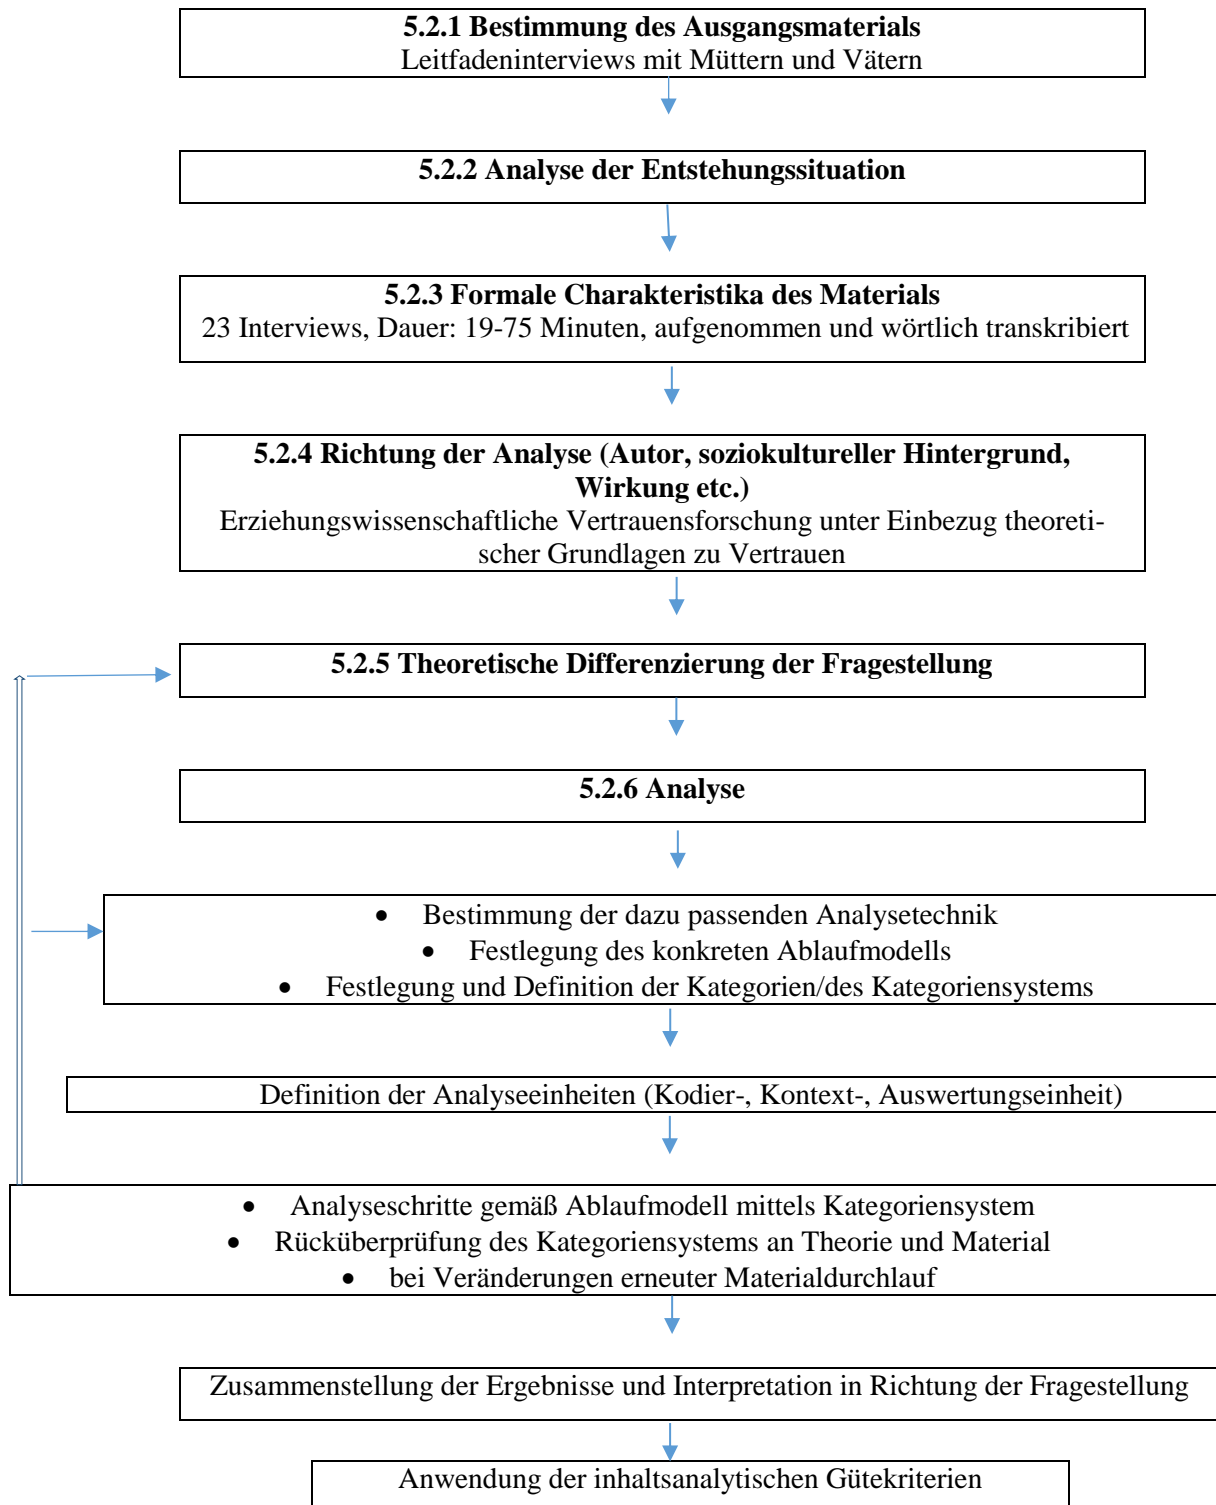 5.2.1 Bestimmung des Ausgangsmaterials
Leitfadeninterviews mit Müttern und Vätern
5.2.2 Analyse der Entstehungssituation
5.2.3 Formale Charakteristika des Materials
23 Interviews, Dauer: 19-75 Minuten, aufgenommen und wörtlich transkribiert
5.2.4 Richtung der Analyse (Autor, soziokultureller Hintergrund,
Wirkung etc.)
Erziehungswissenschaftliche Vertrauensforschung unter Einbezug theoreti-
scher Grundlagen zu Vertrauen
5.2.5 Theoretische Differenzierung der Fragestellung
5.2.6 Analyse
• Bestimmung der dazu passenden Analysetechnik
• Festlegung des konkreten Ablaufmodells
• Festlegung und Definition der Kategorien/des Kategoriensystems
Definition der Analyseeinheiten (Kodier-, Kontext-, Auswertungseinheit)
• Analyseschritte gemäß Ablaufmodell mittels Kategoriensystem
• Rücküberprüfung des Kategoriensystems an Theorie und Material
• bei Veränderungen erneuter Materialdurchlauf
Zusammenstellung der Ergebnisse und Interpretation in Richtung der Fragestellung
Anwendung der inhaltsanalytischen Gütekriterien